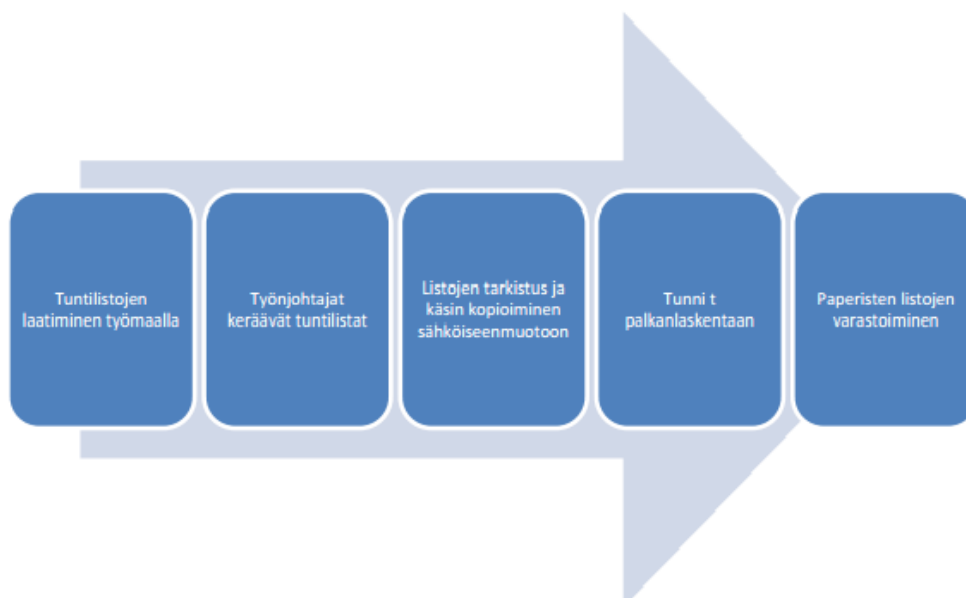 Tuntilistojen
laatiminen työmaalla
Työnjohtajat
keräävät tuntilistat
Listojen tarkistus ja
käsin kopioiminen
sähköiseenmuotoon
Tunni t
palkanlaskentaan
Paperisten listojen
varastoiminen